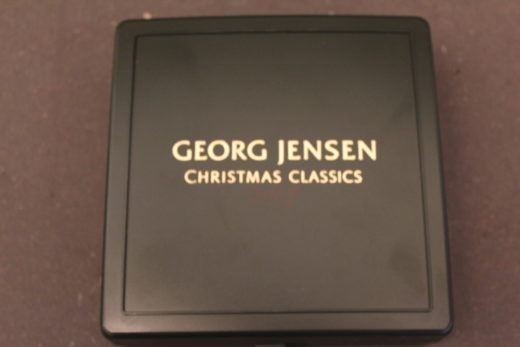 GEORG JENSEN
CHRISTMAS CLASSICS